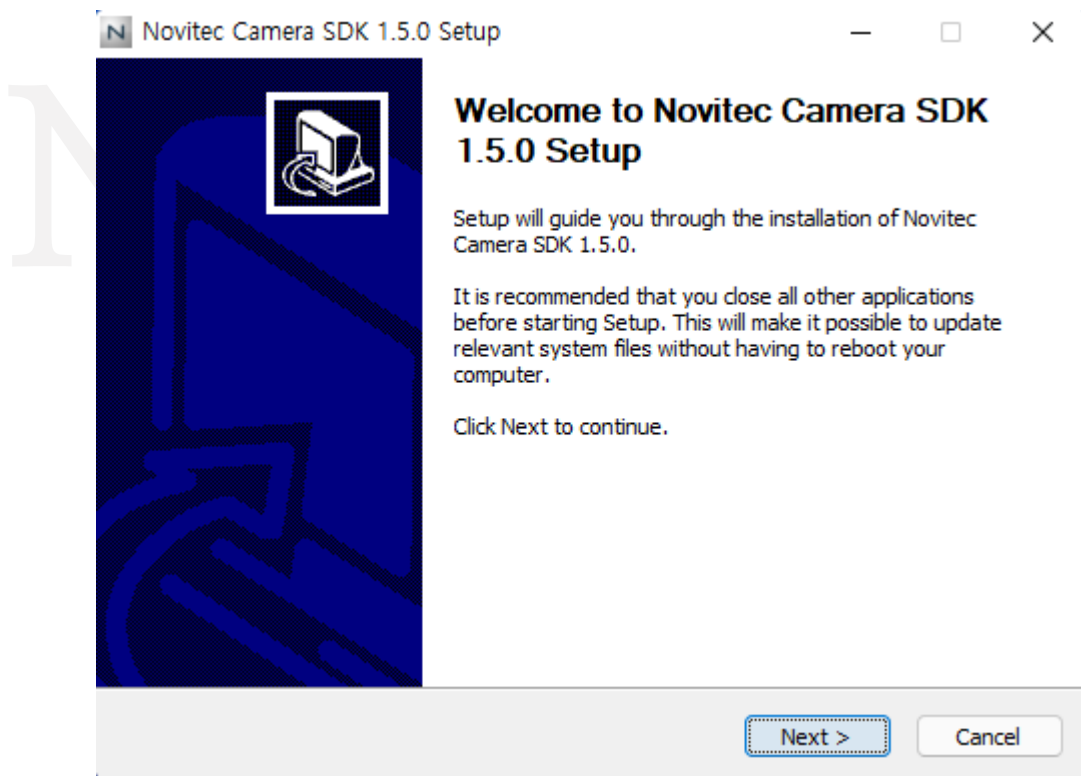 Novitec Camera SDK 1.5.0 Setup
Welcome to Novitec Camera SDK
1.5.0 Setup
Setup will guide you through the installation of Novitec
Camera SDK 1.5.0.
It is recommended that you close all other applications
before starting Setup. This will make it possible to update
relevant system files without having to reboot your
computer.
Click Next to continue.
Next >
Cancel